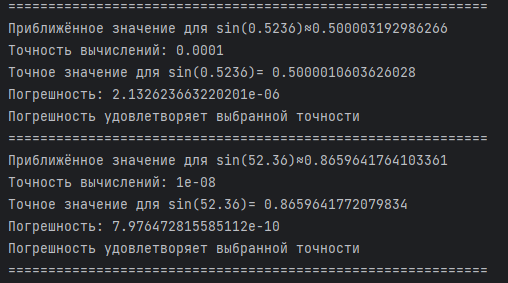 ============================================================
Приближённое значение для sin(0.5236)≈0.500003192986266
Точность вычислений: 0.0001
Точное значение для sin(0.5236)= 0.5000010603626028
Погрешность: 2.132623663220201e-06
Погрешность удовлетворяет выбранной точности
============================================================
Приближённое значение для sin(52.36)≈0.8659641764103361
Точность вычислений: 1e-08
Точное значение для sin(52.36)= 0.8659641772079834
Погрешность: 7.976472815585112e-10
Погрешность удовлетворяет выбранной точности
============================================================